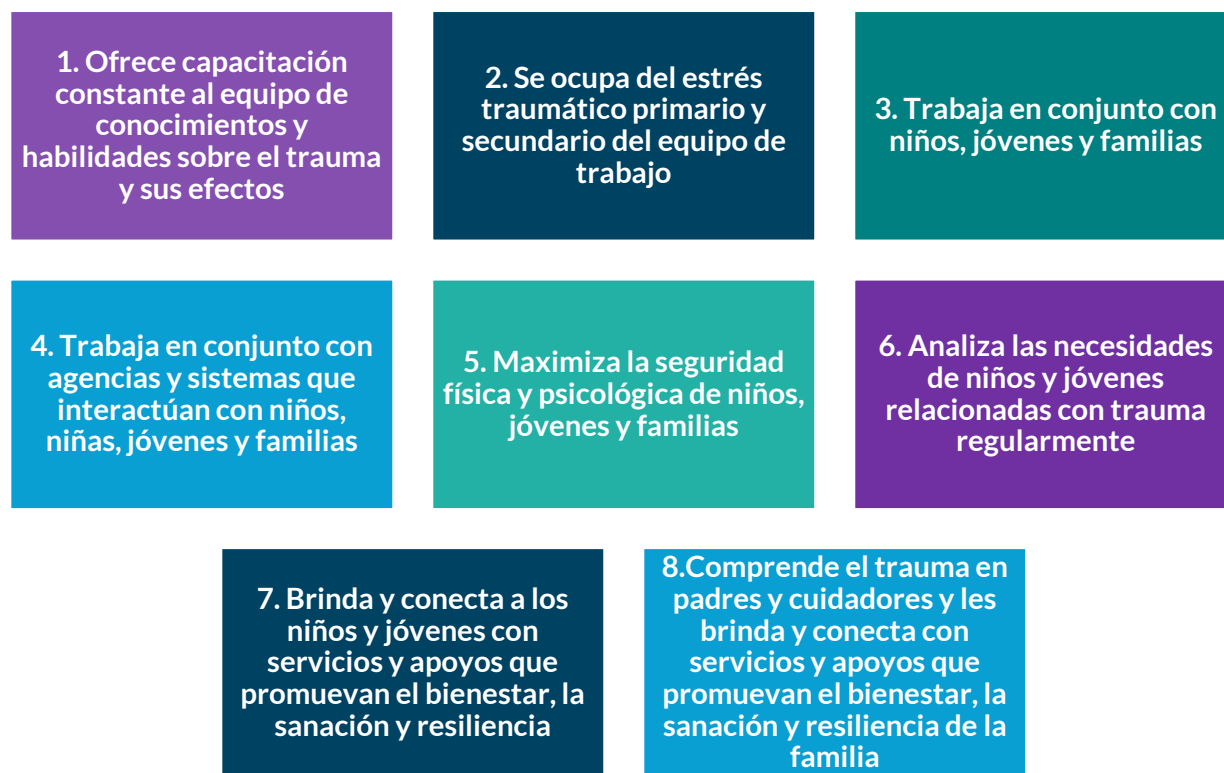 1. Ofrece capacitación
constante al equipo de
conocimientos y
habilidades sobre el trauma
y sus efectos
2. Se ocupa del estrés
traumático primario y
secundario del equipo de
trabajo
3. Trabaja en conjunto con
niños, jóvenes y familias
4. Trabaja en conjunto con
agencias y sistemas que
interactúan con niños,
niñas, jóvenes y familias
5. Maximiza la seguridad
física y psicológica de niños,
jóvenes y familias
6. Analiza las necesidades
de niños y jóvenes
relacionadas con trauma
regularmente
7. Brinda y conecta a los
niños y jóvenes con
servicios y apoyos que
promuevan el bienestar, la
sanación y resiliencia
8.Comprende el trauma en
padres y cuidadores y les
brinda y conecta con
servicios y apoyos que
promuevan el bienestar, la
sanación y resiliencia de la
familia